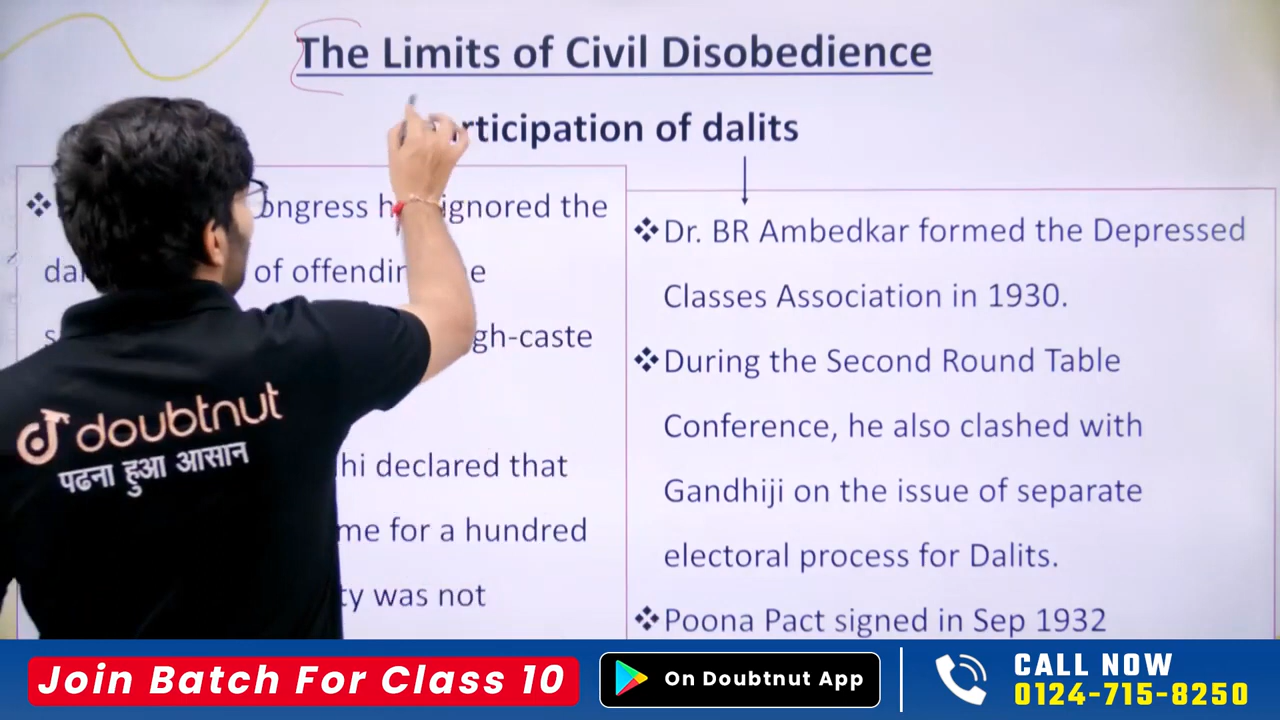 The Limits of Civil Disobedience
rticipation of dalits
ongress h ignored the
of offendin e
gh-caste
hi declared that
me for a hundred
ty was not
❖Dr. BR Ambedkar formed the Depressed
Classes Association in 1930.
❖During the Second Round Table
Conference, he also clashed with
Gandhiji on the issue of separate
electoral process for Dalits.
❖Poona Pact signed in Sep 1932
doubtnut
पढना हुआ आसान
Join Batch For Class 10
On Doubtnut App
CALL NOW
0124-715-8250